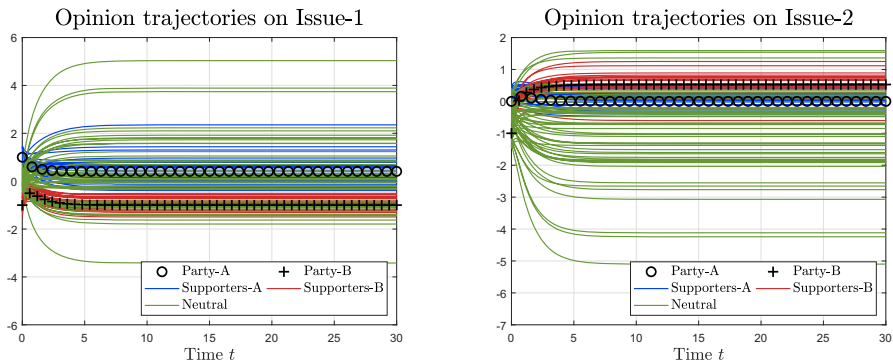 Opinion trajectories on Issue-1
6
4
2
0
-2
-4
-6
0 5 10 15 20 25 30
Time t
Party-A Party-B
Supporters-A Supporters-B
Neutral
Opinion trajectories on Issue-2
2
1
0
-1
-2
-3
-4
-5
-6
-7
0 5 10 15 20 25 30
Time t
Party-A Party-B
Supporters-A Supporters-B
Neutral